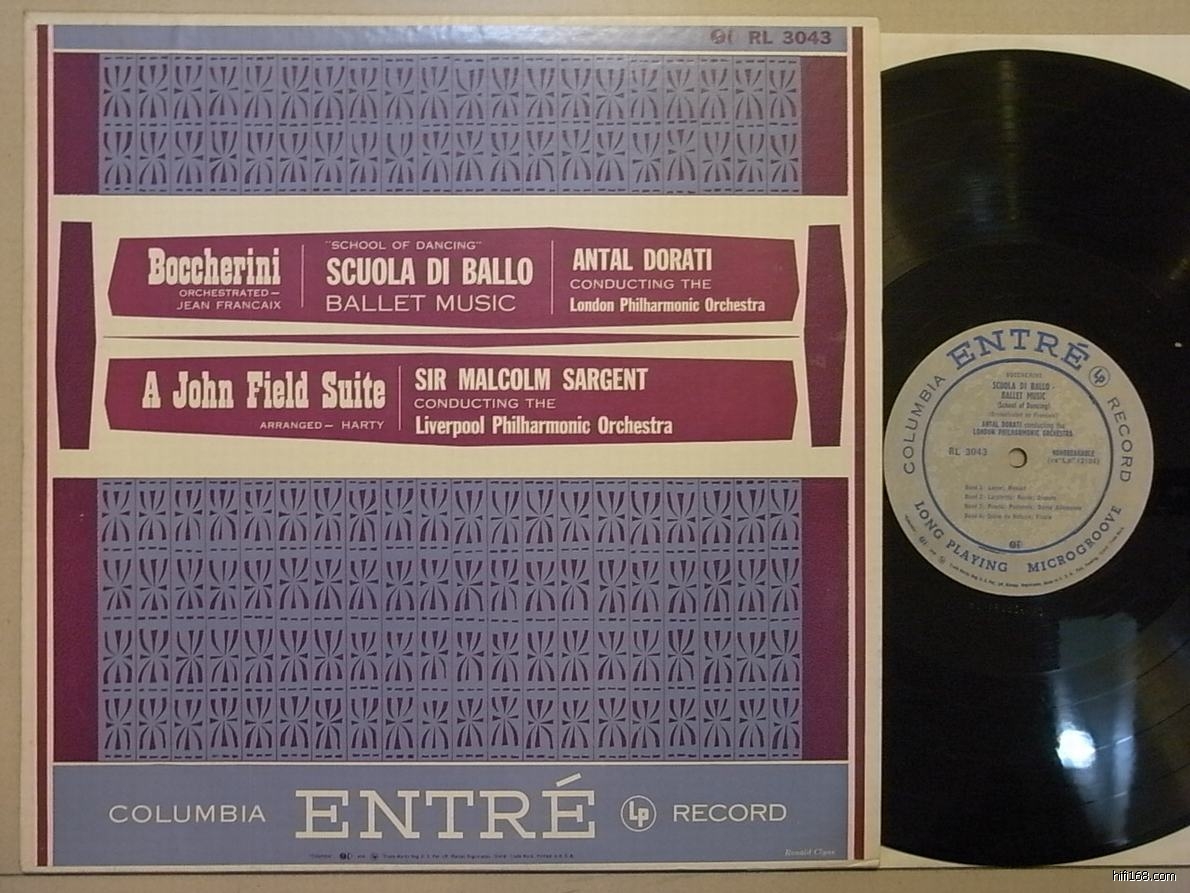 RL 3043
Boccherini
ORCHESTRATED—
JEAN FRANCAIX
"SCHOOL OF DANCING"
SCUOLA DI BALLO
BALLET MUSIC
ANTAL DORATI
CONDUCTING THE
London Philharmonic Orchestra
A John Field Suite
ARRANGED— HARTY
SIR MALCOLM SARGENT
CONDUCTING THE
Liverpool Philharmonic Orchestra
COLUMBIA ENTRÉ Lp RECORD
Ronald Clyne
COLUMBIA ENTRÉ Lp RECORD
BOCCHERINI
SCUOLA DI BALLO -
BALLET MUSIC
(School of Dancing)
ANTAL DORATI conducting the
LONDON PHILHARMONIC ORCHESTRA
RL 3043
NONBREAKABLE
LONG PLAYING MICROGROOVE
hifi168.com